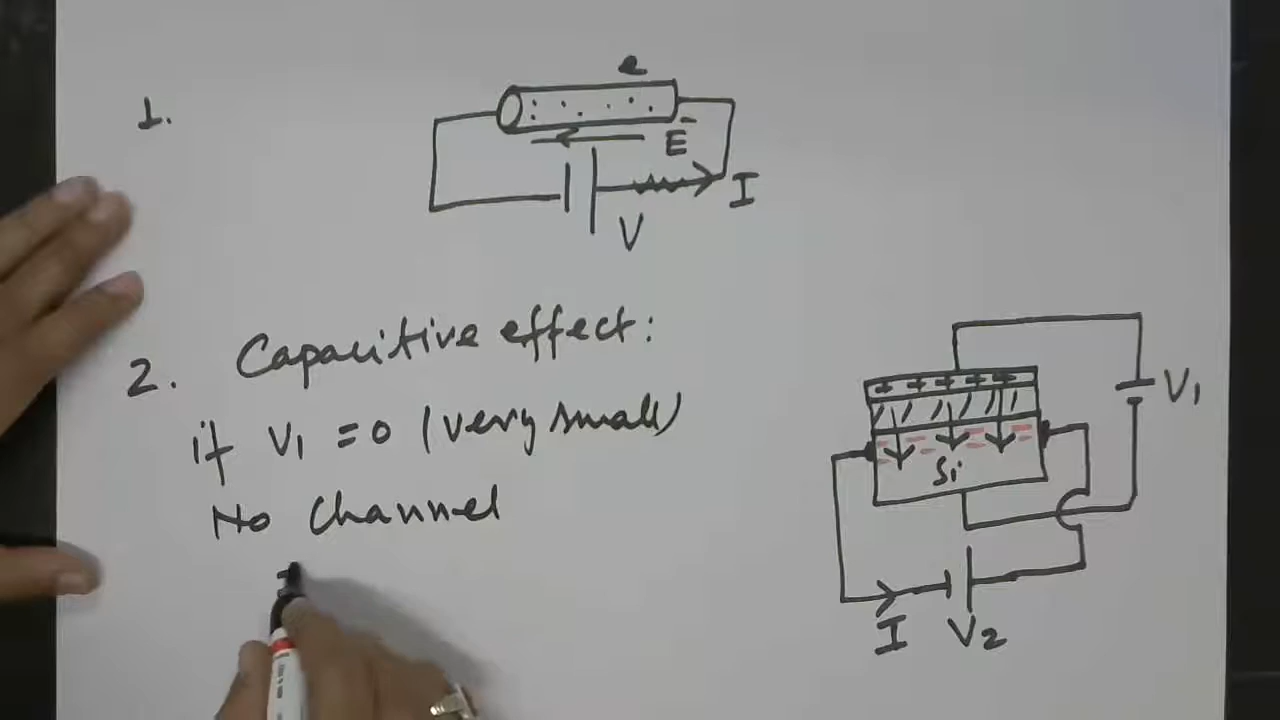 1.
e
E
I
V
2. Capacitive effect:
if V1 = 0 (very small)
No channel
+ + + + +
V1
Si
I V2